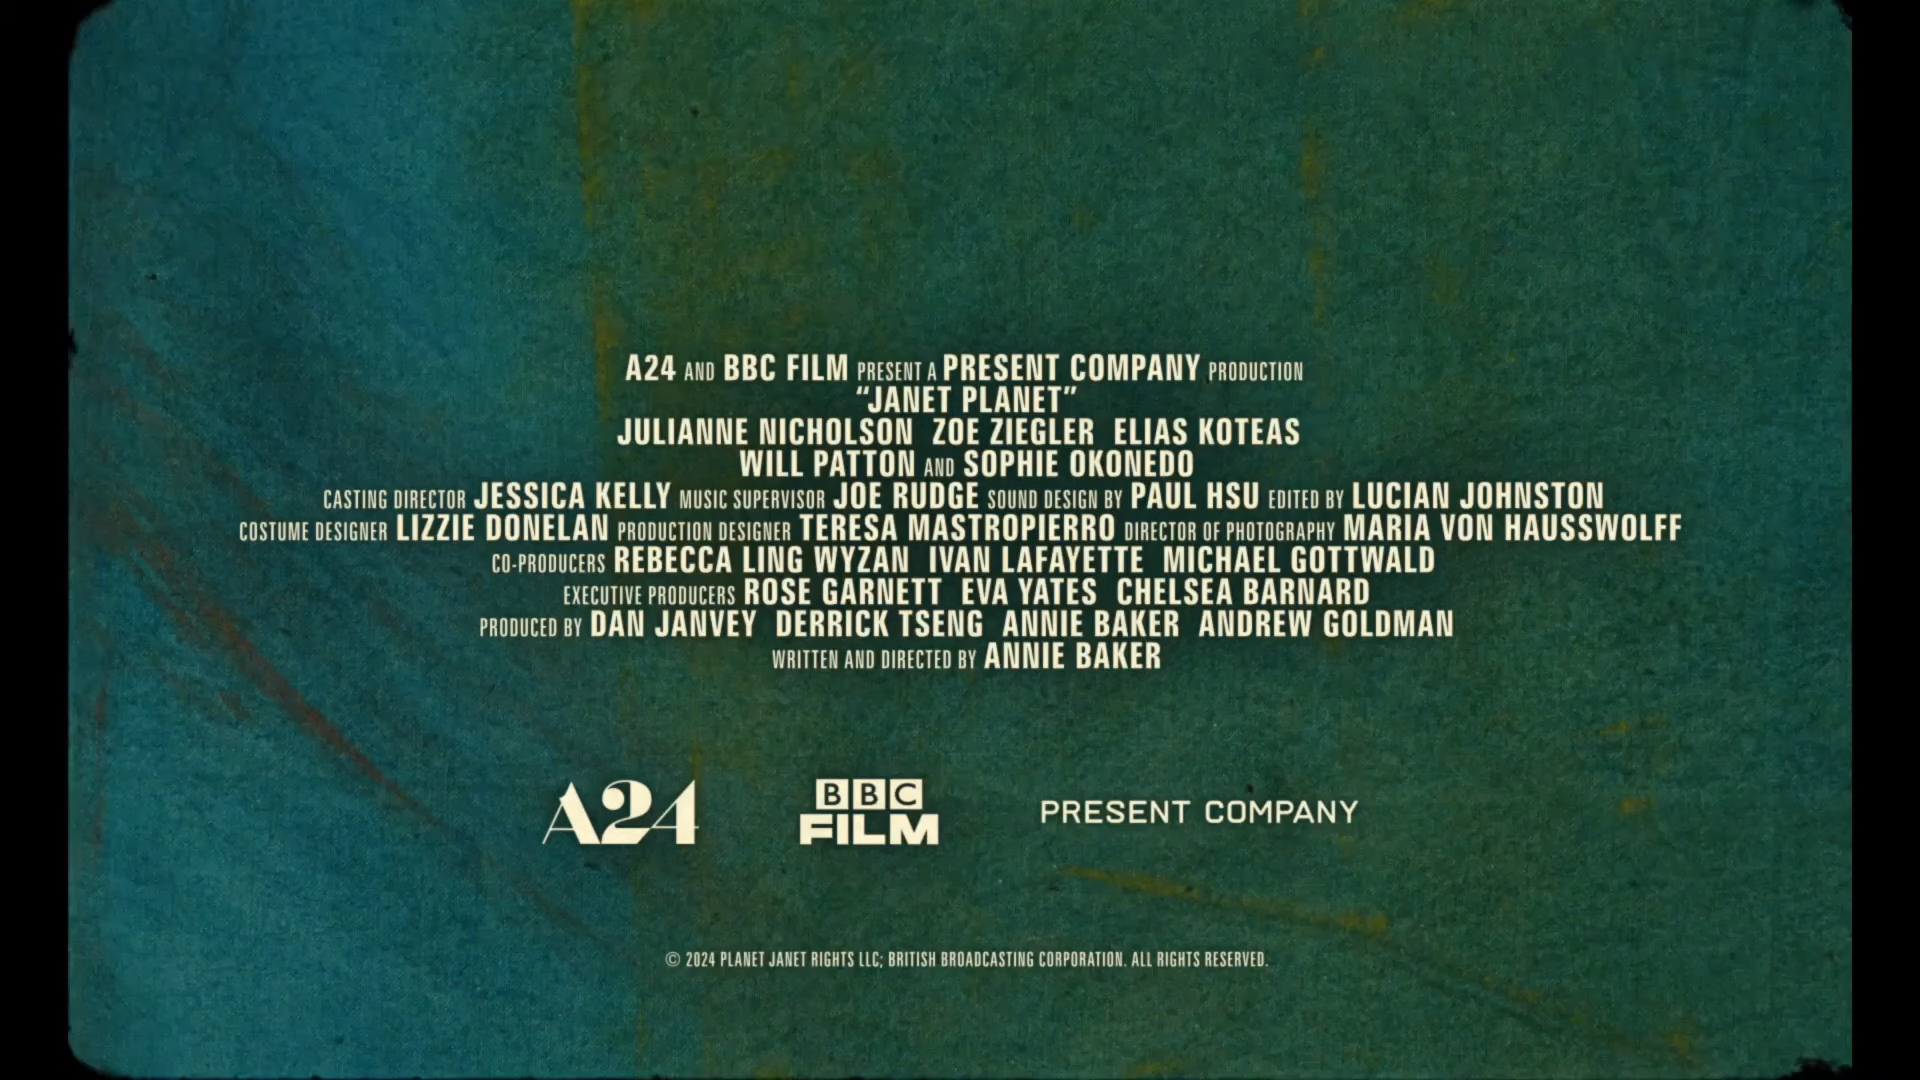 A24 AND BBC FILM PRESENT A PRESENT COMPANY PRODUCTION
“JANET PLANET”
JULIANNE NICHOLSON ZOE ZIEGLER ELIAS KOTEAS
WILL PATTON AND SOPHIE OKONEDO
CASTING DIRECTOR JESSICA KELLY MUSIC SUPERVISOR JOE RUDGE SOUND DESIGN BY PAUL HSU EDITED BY LUCIAN JOHNSTON
COSTUME DESIGNER LIZZIE DONELAN PRODUCTION DESIGNER TERESA MASTROPIERRO DIRECTOR OF PHOTOGRAPHY MARIA VON HAUSSWOLFF
CO-PRODUCERS REBECCA LING WYZAN IVAN LAFAYETTE MICHAEL GOTTWALD
EXECUTIVE PRODUCERS ROSE GARNETT EVA YATES CHELSEA BARNARD
PRODUCED BY DAN JANVEY DERRICK TSENG ANNIE BAKER ANDREW GOLDMAN
WRITTEN AND DIRECTED BY ANNIE BAKER
A24
BBC
FILM
PRESENT COMPANY
© 2024 PLANET JANET RIGHTS LLC; BRITISH BROADCASTING CORPORATION. ALL RIGHTS RESERVED.